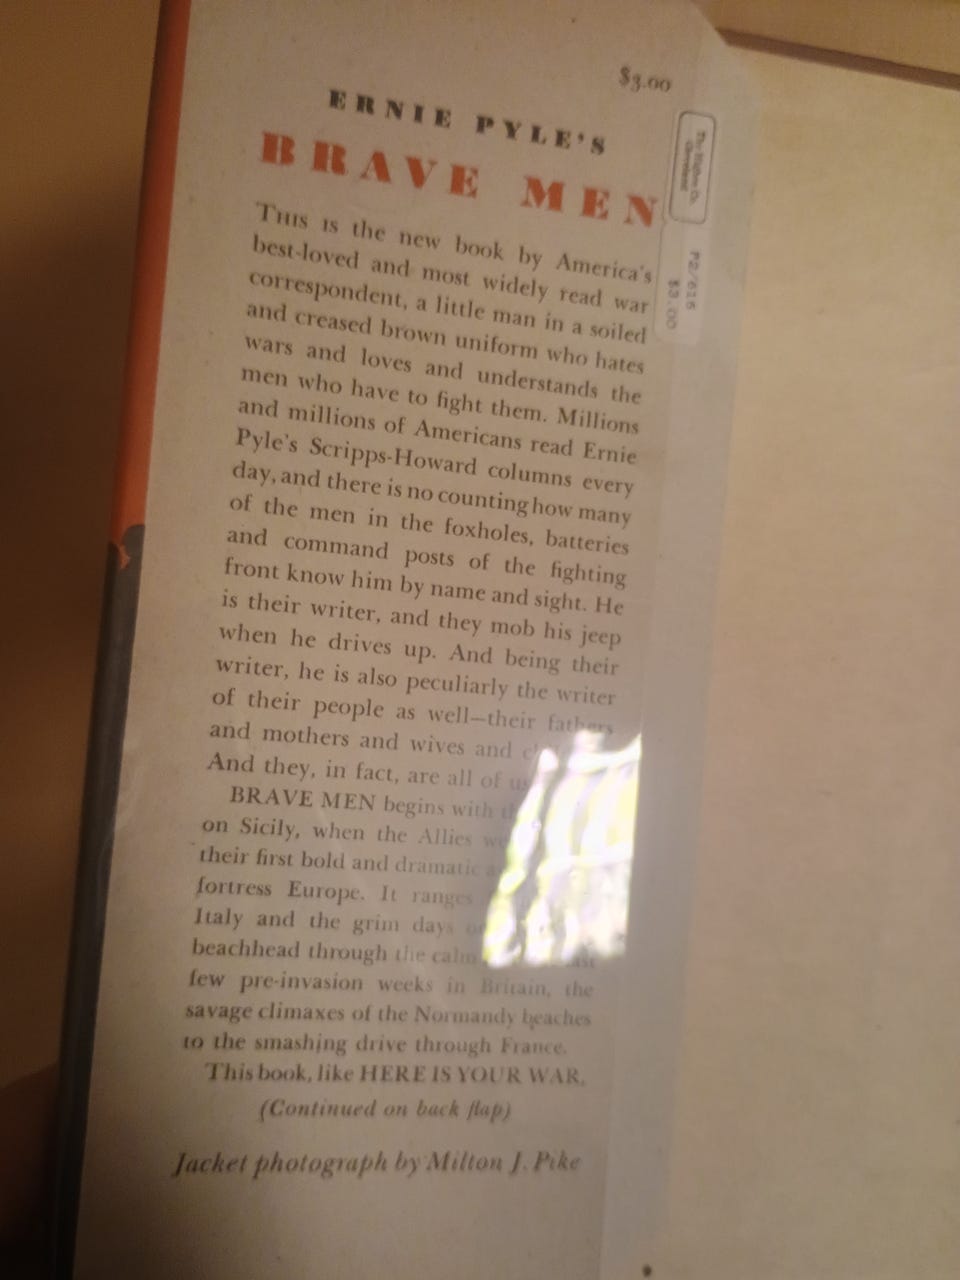 $3.00
ERNIE PYLE'S
BRAVE MEN
THIS is the new book by America's
best-loved and most widely read war
correspondent, a little man in a soiled
and creased brown uniform who hates
wars and loves and understands the
men who have to fight them. Millions
and millions of Americans read Ernie
Pyle's Scripps-Howard columns every
day, and there is no counting how many
of the men in the foxholes, batteries
and command posts of the fighting
front know him by name and sight. He
is their writer, and they mob his jeep
when he drives up. And being their
writer, he is also peculiarly the writer
of their people as well—their fathers
and mothers and wives and
And they, in fact, are all of us
BRAVE MEN begins with
on Sicily, when the Allies
their first bold and dramatic
fortress Europe. It ranges
Italy and the grim days
beachhead through the calm
few pre-invasion weeks in Britain, the
savage climaxes of the Normandy beaches
to the smashing drive through France.
This book, like HERE IS YOUR WAR,
(Continued on back flap)
Jacket photograph by Milton J. Pike
$3.00